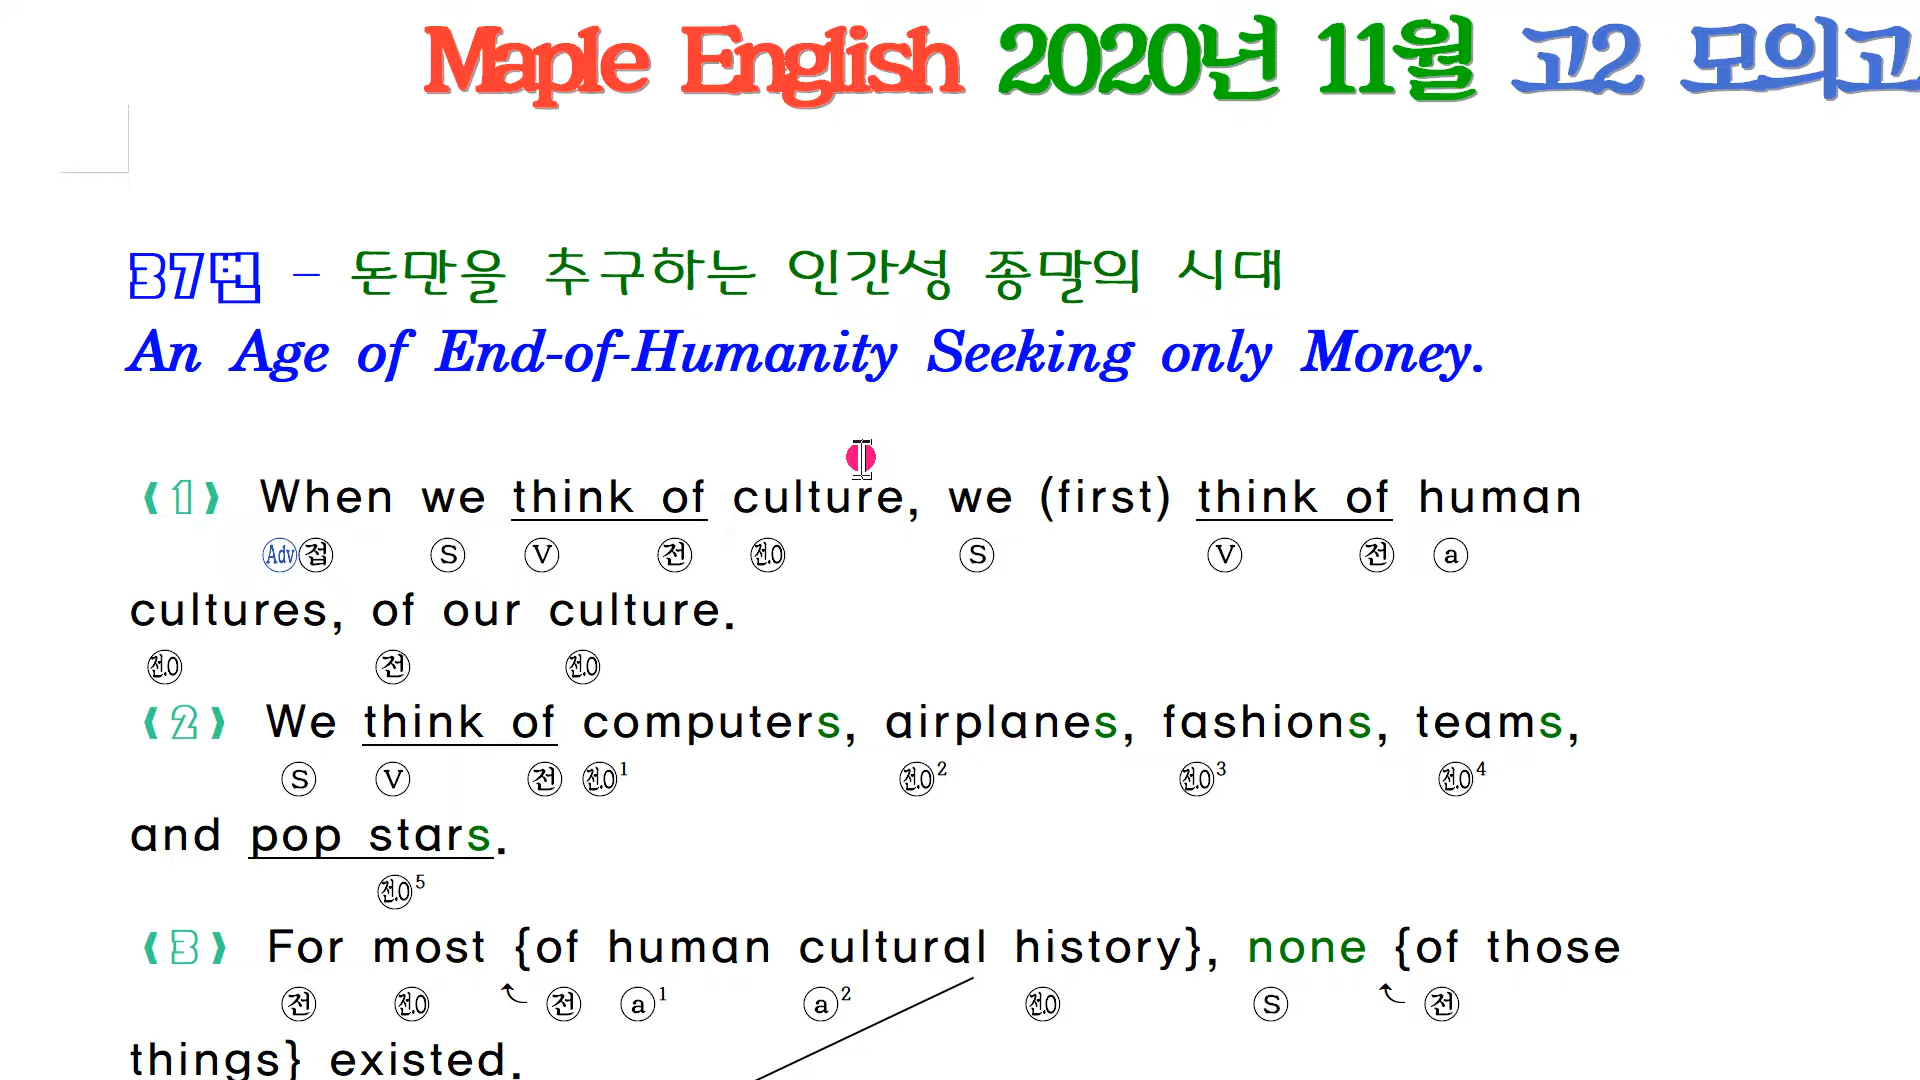 Maple English 2020년 11월 고2 모의고
37번 – 돈만을 추구하는 인간성 종말의 시대
An Age of End-of-Humanity Seeking only Money.
❬1❭ When we think of culture, we (first) think of human
Adv 접 S V 전 전.O S V 전 a
cultures, of our culture.
전.O 전 전.O
❬2❭ We think of computers, airplanes, fashions, teams,
S V 전 전.O1 전.O2 전.O3 전.O4
and pop stars.
전.O5
❬3❭ For most {of human cultural history}, none {of those
전 전.O 전 a1 a2 전.O S 전
things} existed.